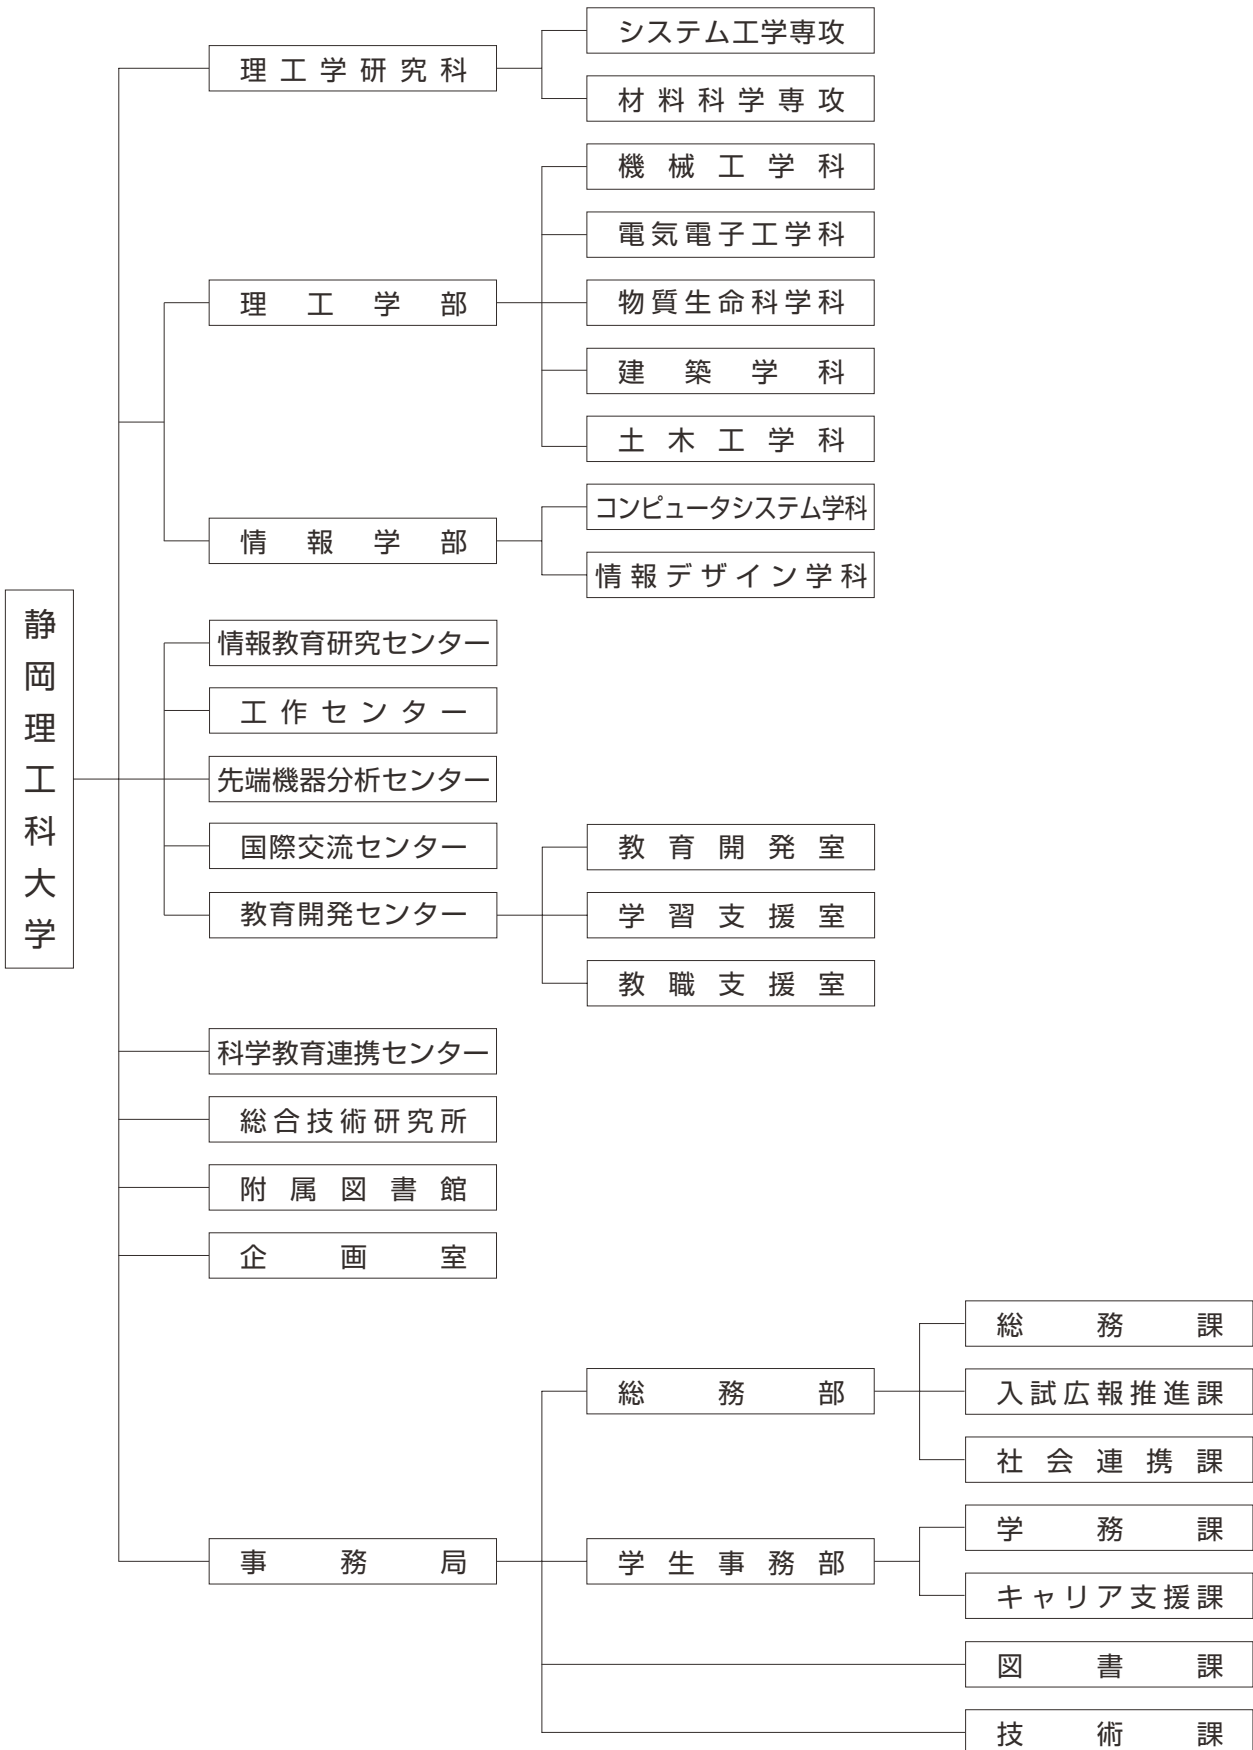 静岡理工科大学
理工学研究科
システム工学専攻
材料科学専攻
理工学部
機械工学科
電気電子工学科
物質生命科学科
建築学科
土木工学科
情報学部
コンピュータシステム学科
情報デザイン学科
情報教育研究センター
工作センター
先端機器分析センター
国際交流センター
教育開発センター
教育開発室
学習支援室
教職支援室
科学教育連携センター
総合技術研究所
附属図書館
企画室
事務局
総務部
総務課
入試広報推進課
社会連携課
学生事務部
学務課
キャリア支援課
図書課
技術課